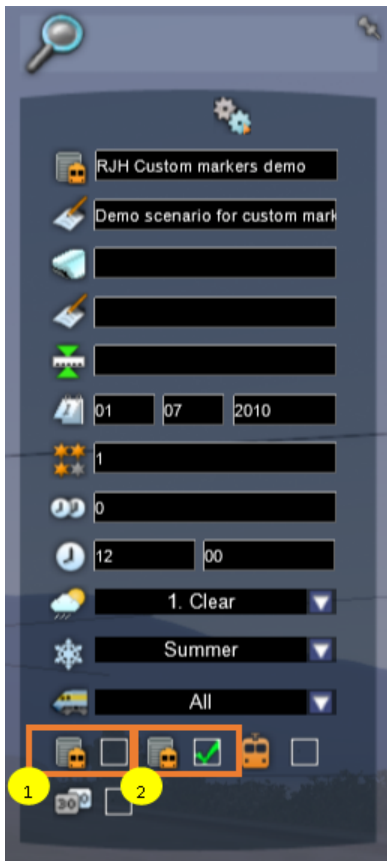 RJH Custom markers demo
Demo scenario for custom mark
01 07 2010
1
0
12 00
1. Clear
Summer
All
1 2
30